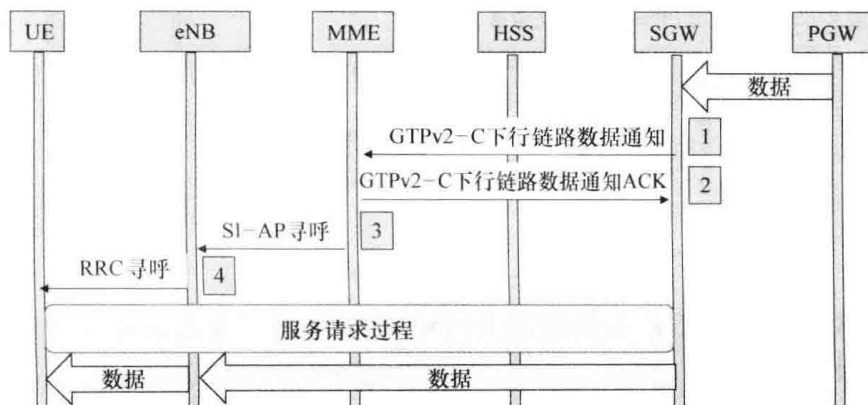 UE eNB MME HSS SGW PGW
数据
GTPv2-C下行链路数据通知 1
GTPv2-C下行链路数据通知ACK 2
S1-AP寻呼 3
RRC寻呼 4
服务请求过程
数据 数据